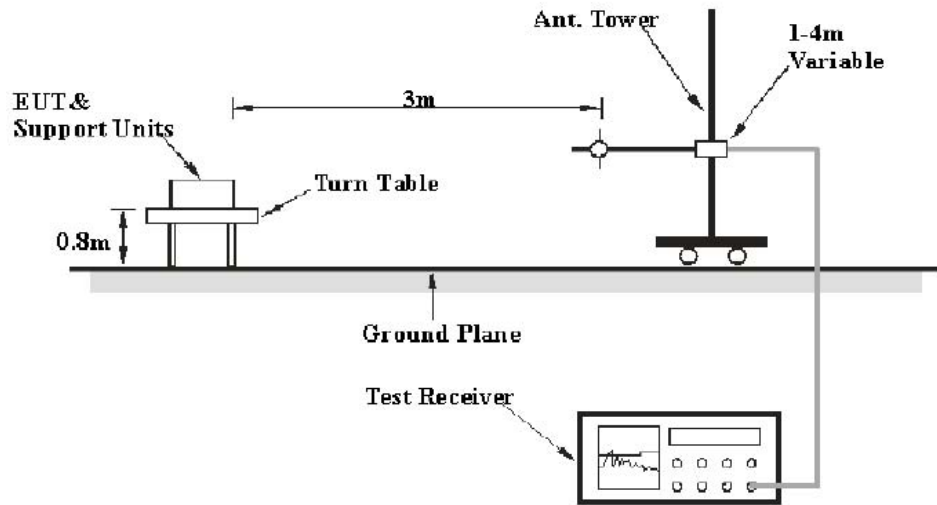 Ant. Tower
1-4m
Variable
3m
EUT&
Support Units
Turn Table
0.8m
Ground Plane
Test Receiver